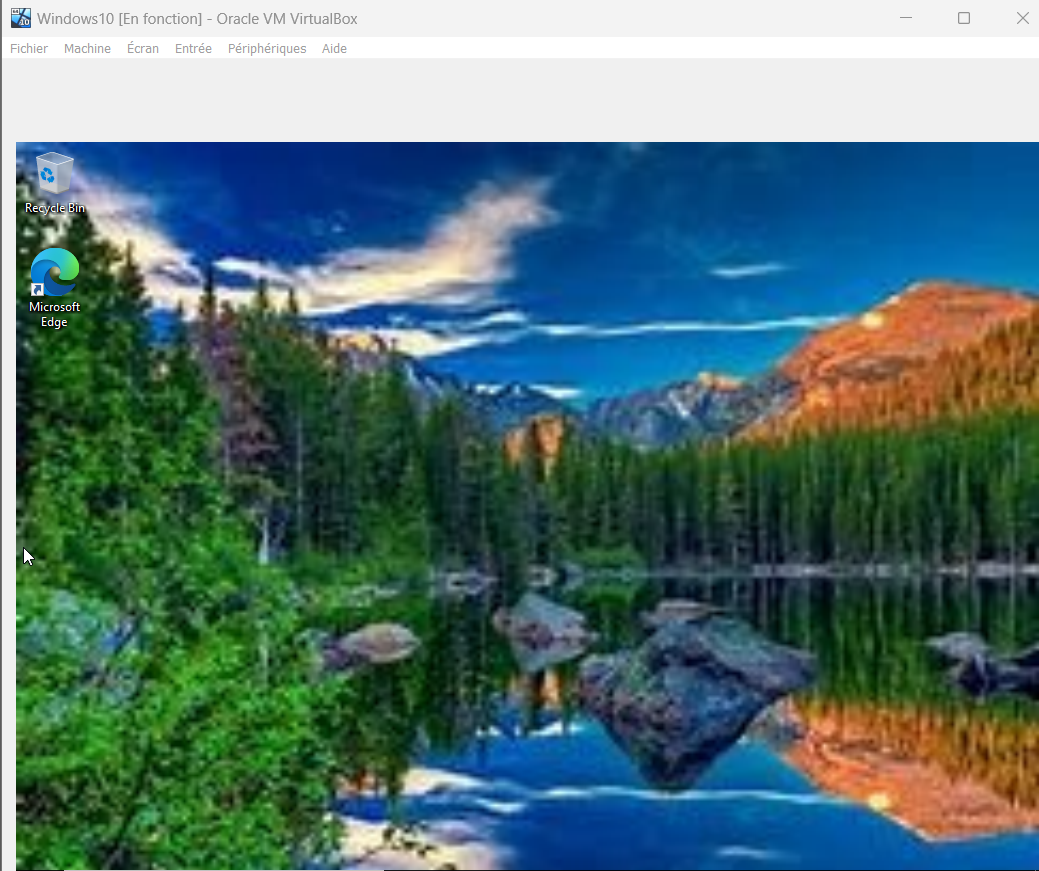 Windows10 [En fonction] - Oracle VM VirtualBox
Fichier Machine Écran Entrée Périphériques Aide
Recycle Bin
Microsoft
Edge